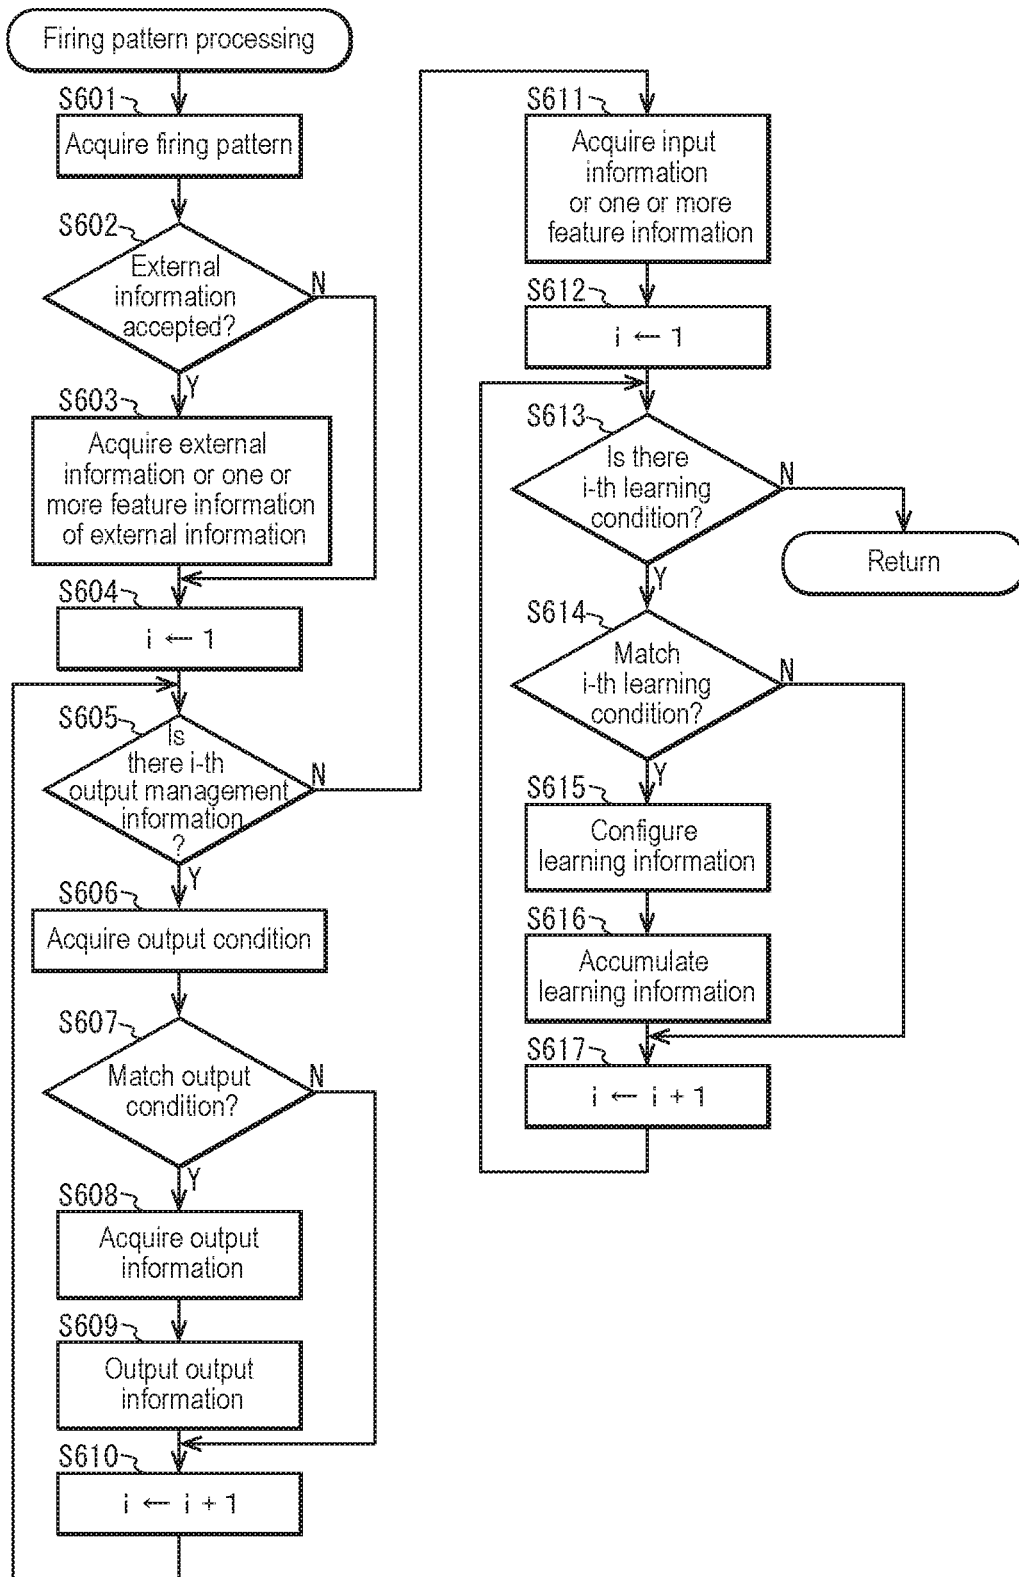 Firing pattern processing
S601
Acquire firing pattern
S602
External
information
accepted?
N
Y
S603
Acquire external
information or one or
more feature information
of external information
S604
i ← 1
S605
Is
there i-th
output management
information
?
N
Y
S606
Acquire output condition
S607
Match output
condition?
N
Y
S608
Acquire output
information
S609
Output output
information
S610
i ← i + 1
S611
Acquire input
information
or one or more
feature information
S612
i ← 1
S613
Is there
i-th learning
condition?
N
Return
Y
S614
Match
i-th learning
condition?
N
Y
S615
Configure
learning information
S616
Accumulate
learning information
S617
i ← i + 1